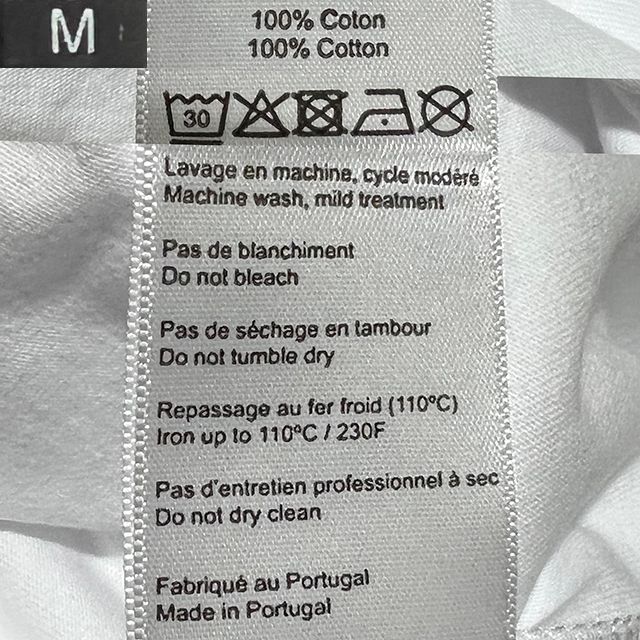 M
100% Coton
100% Cotton
30
Lavage en machine, cycle modéré
Machine wash, mild treatment
Pas de blanchiment
Do not bleach
Pas de séchage en tambour
Do not tumble dry
Repassage au fer froid (110ºC)
Iron up to 110ºC / 230F
Pas d'entretien professionnel à sec
Do not dry clean
Fabriqué au Portugal
Made in Portugal